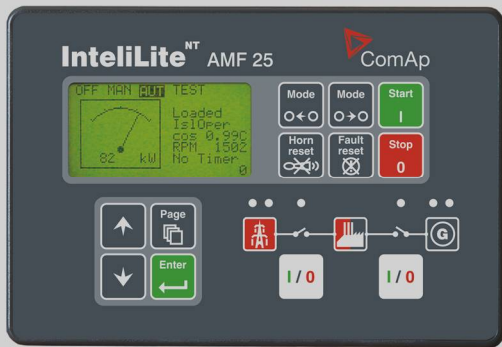 InteliLite NT AMF 25
ComAp
OFF MAN AUT TEST
Loaded
IslOper
cos 0.99C
RPM 1502
No Timer
0
82 kW
Mode
Mode
Start
I
Horn
reset
Fault
reset
Stop
0
Page
Enter
G
I/0
I/0